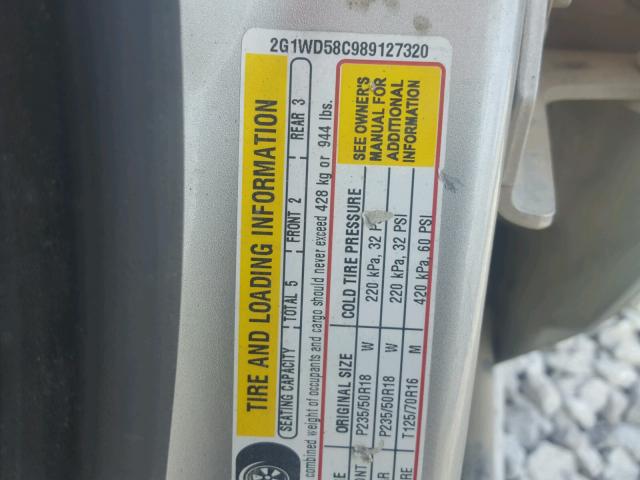 2G1WD58C989127320
TIRE AND LOADING INFORMATION
SEATING CAPACITY TOTAL 5 FRONT 2 REAR 3
combined weight of occupants and cargo should never exceed 428 kg or 944 lbs.
ORIGINAL SIZE COLD TIRE PRESSURE
P235/50R18 W 220 kPa, 32
P235/50R18 W 220 kPa, 32 PSI
T125/70R16 M 420 kPa, 60 PSI
SEE OWNER'S
MANUAL FOR
ADDITIONAL
INFORMATION